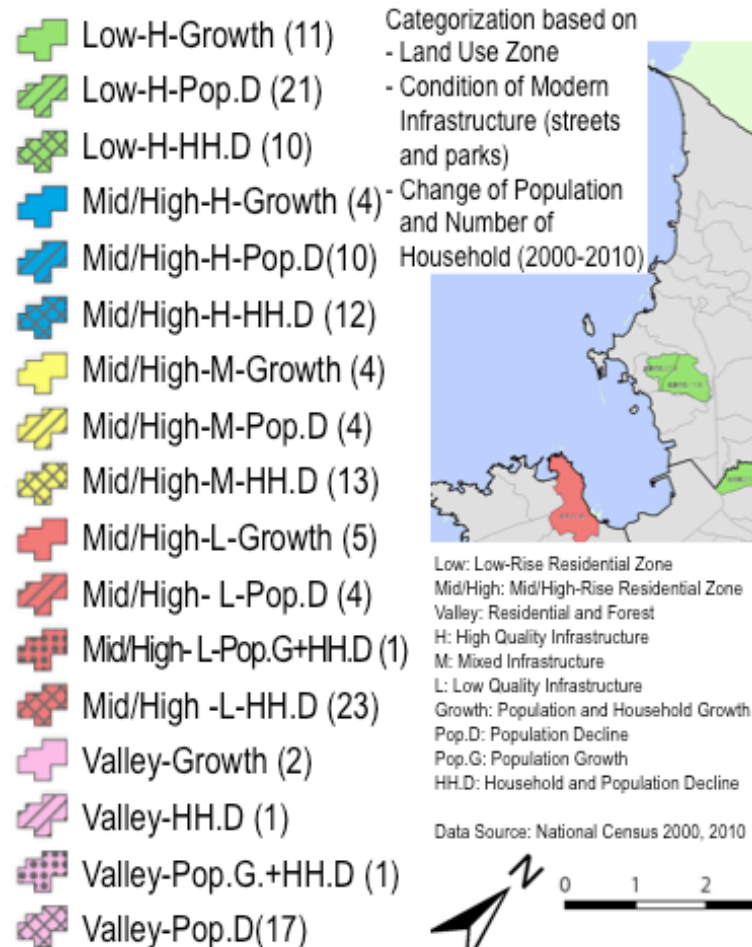 Low-H-Growth (11)
Low-H-Pop.D (21)
Low-H-HH.D (10)
Mid/High-H-Growth (4)
Mid/High-H-Pop.D(10)
Mid/High-H-HH.D (12)
Mid/High-M-Growth (4)
Mid/High-M-Pop.D (4)
Mid/High-M-HH.D (13)
Mid/High-L-Growth (5)
Mid/High- L-Pop.D (4)
Mid/High- L-Pop.G+HH.D (1)
Mid/High -L-HH.D (23)
Valley-Growth (2)
Valley-HH.D (1)
Valley-Pop.G.+HH.D (1)
Valley-Pop.D(17)
Categorization based on
- Land Use Zone
- Condition of Modern
Infrastructure (streets
and parks)
- Change of Population
and Number of
Household (2000-2010)
Low: Low-Rise Residential Zone
Mid/High: Mid/High-Rise Residential Zone
Valley: Residential and Forest
H: High Quality Infrastructure
M: Mixed Infrastructure
L: Low Quality Infrastructure
Growth: Population and Household Growth
Pop.D: Population Decline
Pop.G: Population Growth
HH.D: Household and Population Decline
Data Source: National Census 2000, 2010
N
0 1 2